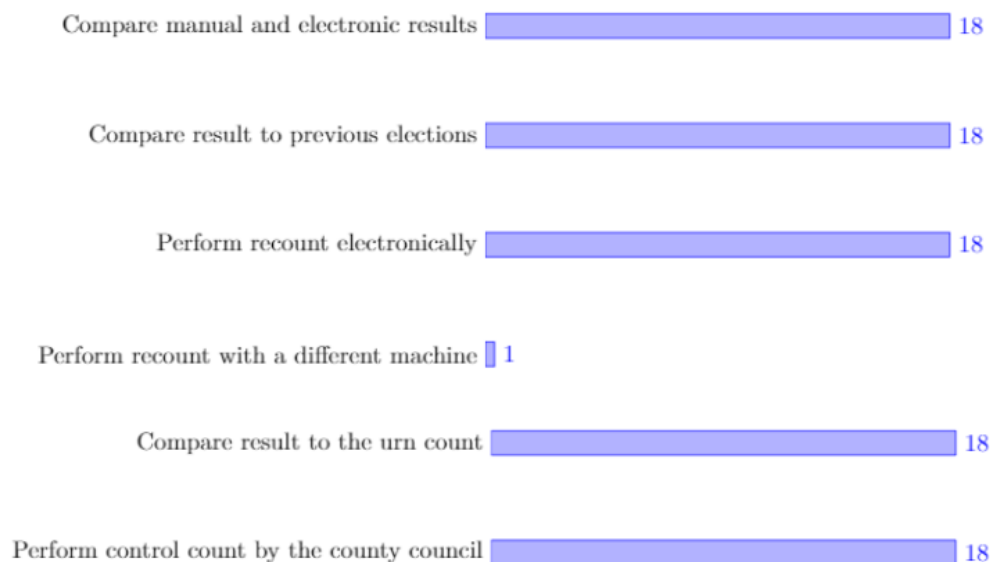 Compare manual and electronic results 18
Compare result to previous elections 18
Perform recount electronically 18
Perform recount with a different machine 1
Compare result to the urn count 18
Perform control count by the county council 18